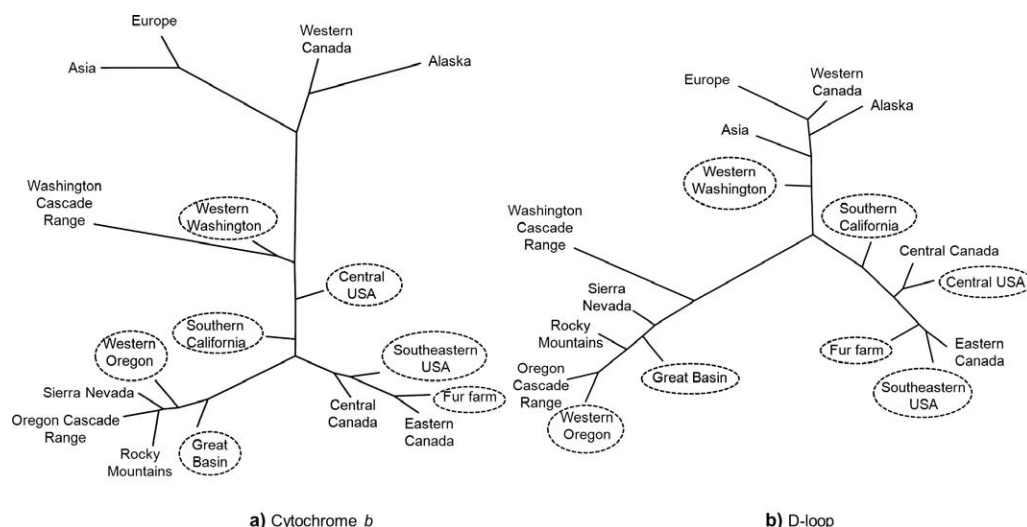 Europe
Western
Canada
Asia
Alaska
Washington
Cascade
Range
Western
Washington
Central
USA
Southern
California
Western
Oregon
Southeastern
USA
Sierra Nevada
Fur farm
Oregon Cascade
Range
Central
Canada
Eastern
Canada
Rocky
Mountains
Great
Basin
a) Cytochrome b
Europe
Western
Canada
Alaska
Asia
Western
Washington
Washington
Cascade
Range
Southern
California
Central Canada
Central USA
Sierra
Nevada
Rocky
Mountains
Fur farm
Eastern
Canada
Oregon
Cascade
Range
Great Basin
Southeastern
USA
Western
Oregon
b) D-loop